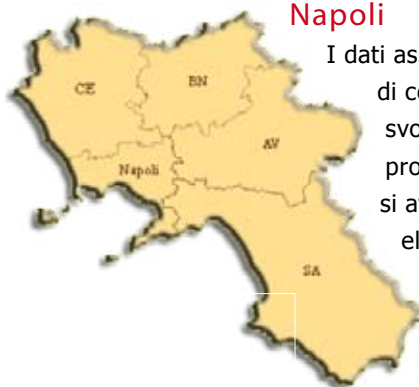 Napoli
I dati as
di co
svo
pro
si a
el
CE
BN
AV
Napoli
SA